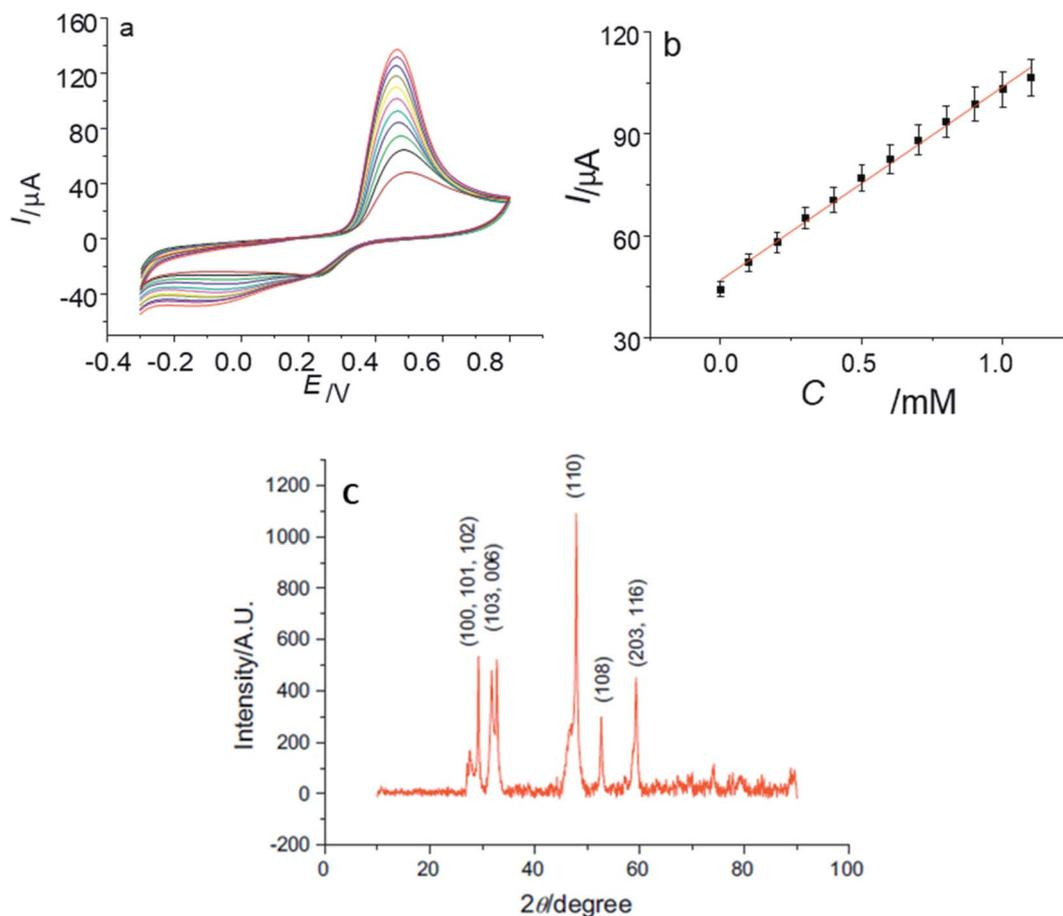 a
160
120
80
40
0
-40
I/μA
-0.4 -0.2 0.0 0.2 0.4 0.6 0.8
E/V
b
120
90
60
30
I/μA
0.0 0.5 1.0
C /mM
c
1200
1000
800
600
400
200
0
-200
Intensity/A.U.
(100, 101, 102)
(103, 006)
(110)
(108)
(203, 116)
0 20 40 60 80 100
2θ/degree